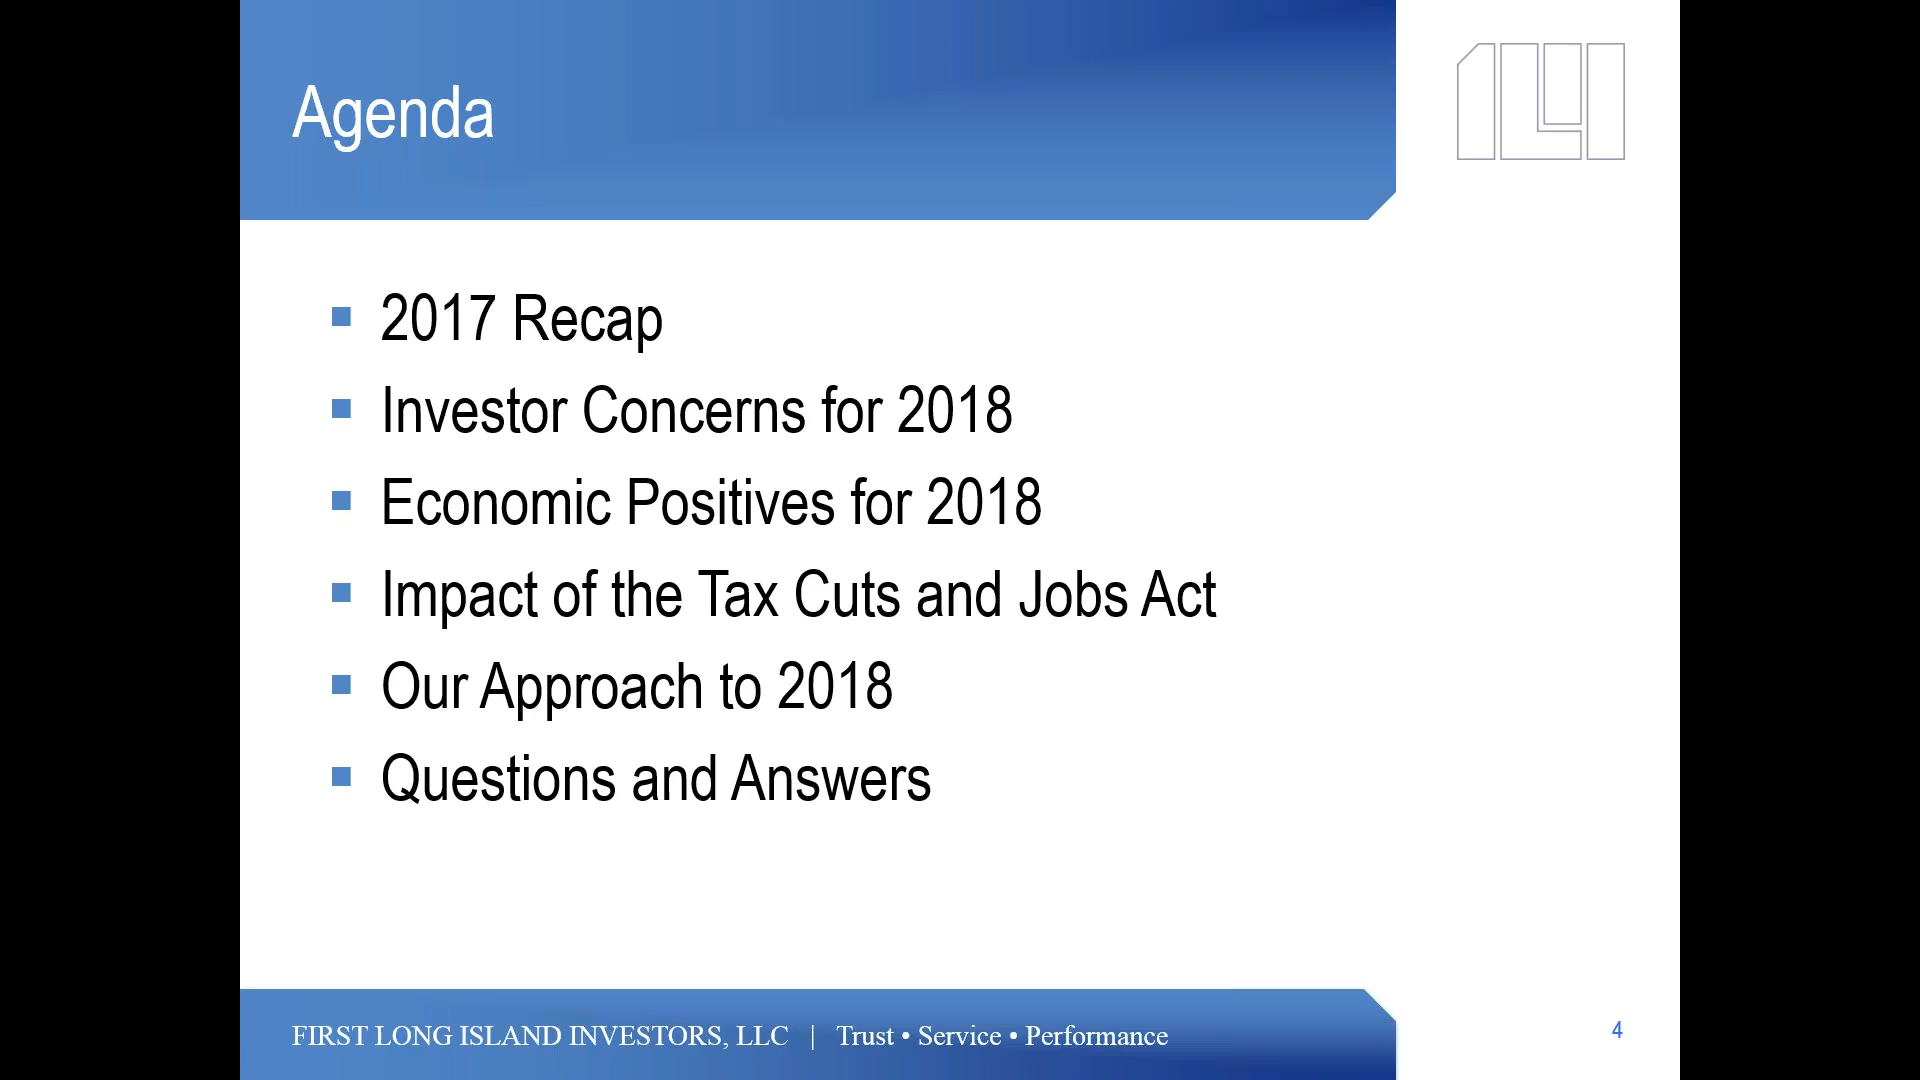 Agenda
▪ 2017 Recap
▪ Investor Concerns for 2018
▪ Economic Positives for 2018
▪ Impact of the Tax Cuts and Jobs Act
▪ Our Approach to 2018
▪ Questions and Answers
FIRST LONG ISLAND INVESTORS, LLC | Trust • Service • Performance
4